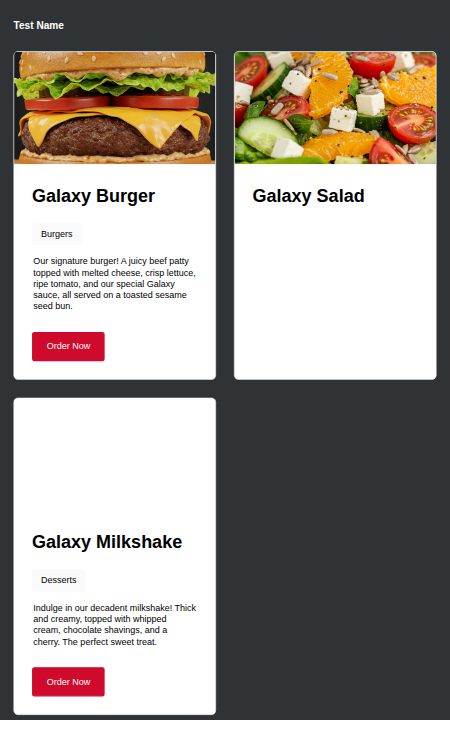 Test Name
Galaxy Burger
Burgers
Our signature burger! A juicy beef patty
topped with melted cheese, crisp lettuce,
ripe tomato, and our special Galaxy
sauce, all served on a toasted sesame
seed bun.
Order Now
Galaxy Salad
Galaxy Milkshake
Desserts
Indulge in our decadent milkshake! Thick
and creamy, topped with whipped
cream, chocolate shavings, and a
cherry. The perfect sweet treat.
Order Now